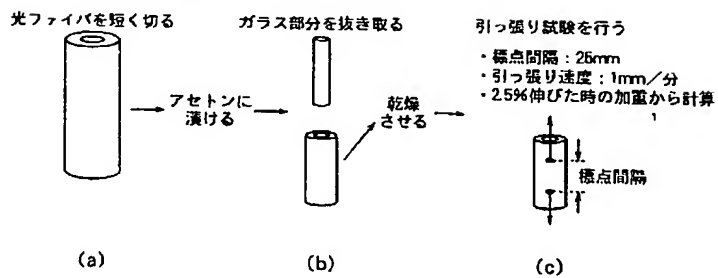 光ファイバを短く切る
ガラス部分を抜き取る
引っ張り試験を行う
・標点間隔：25mm
・引っ張り速度：1mm／分
・2.5%伸びた時の加重から計算
アセトンに
漬ける
乾燥
させる
標点間隔
(a)
(b)
(c)